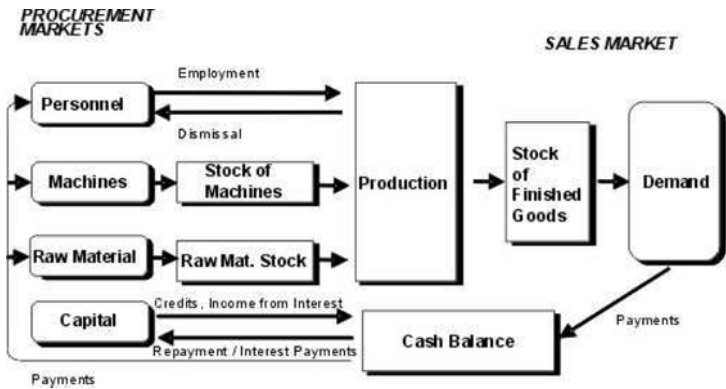 PROCUREMENT
MARKETS
SALES MARKET
Employment
Personnel
Dismissal
Machines
Stock of
Machines
Production
Stock
of
Finished
Goods
Demand
Raw Material
Raw Mat. Stock
Credits, Income from Interest
Capital
Cash Balance
Payments
Repayment / Interest Payments
Payments